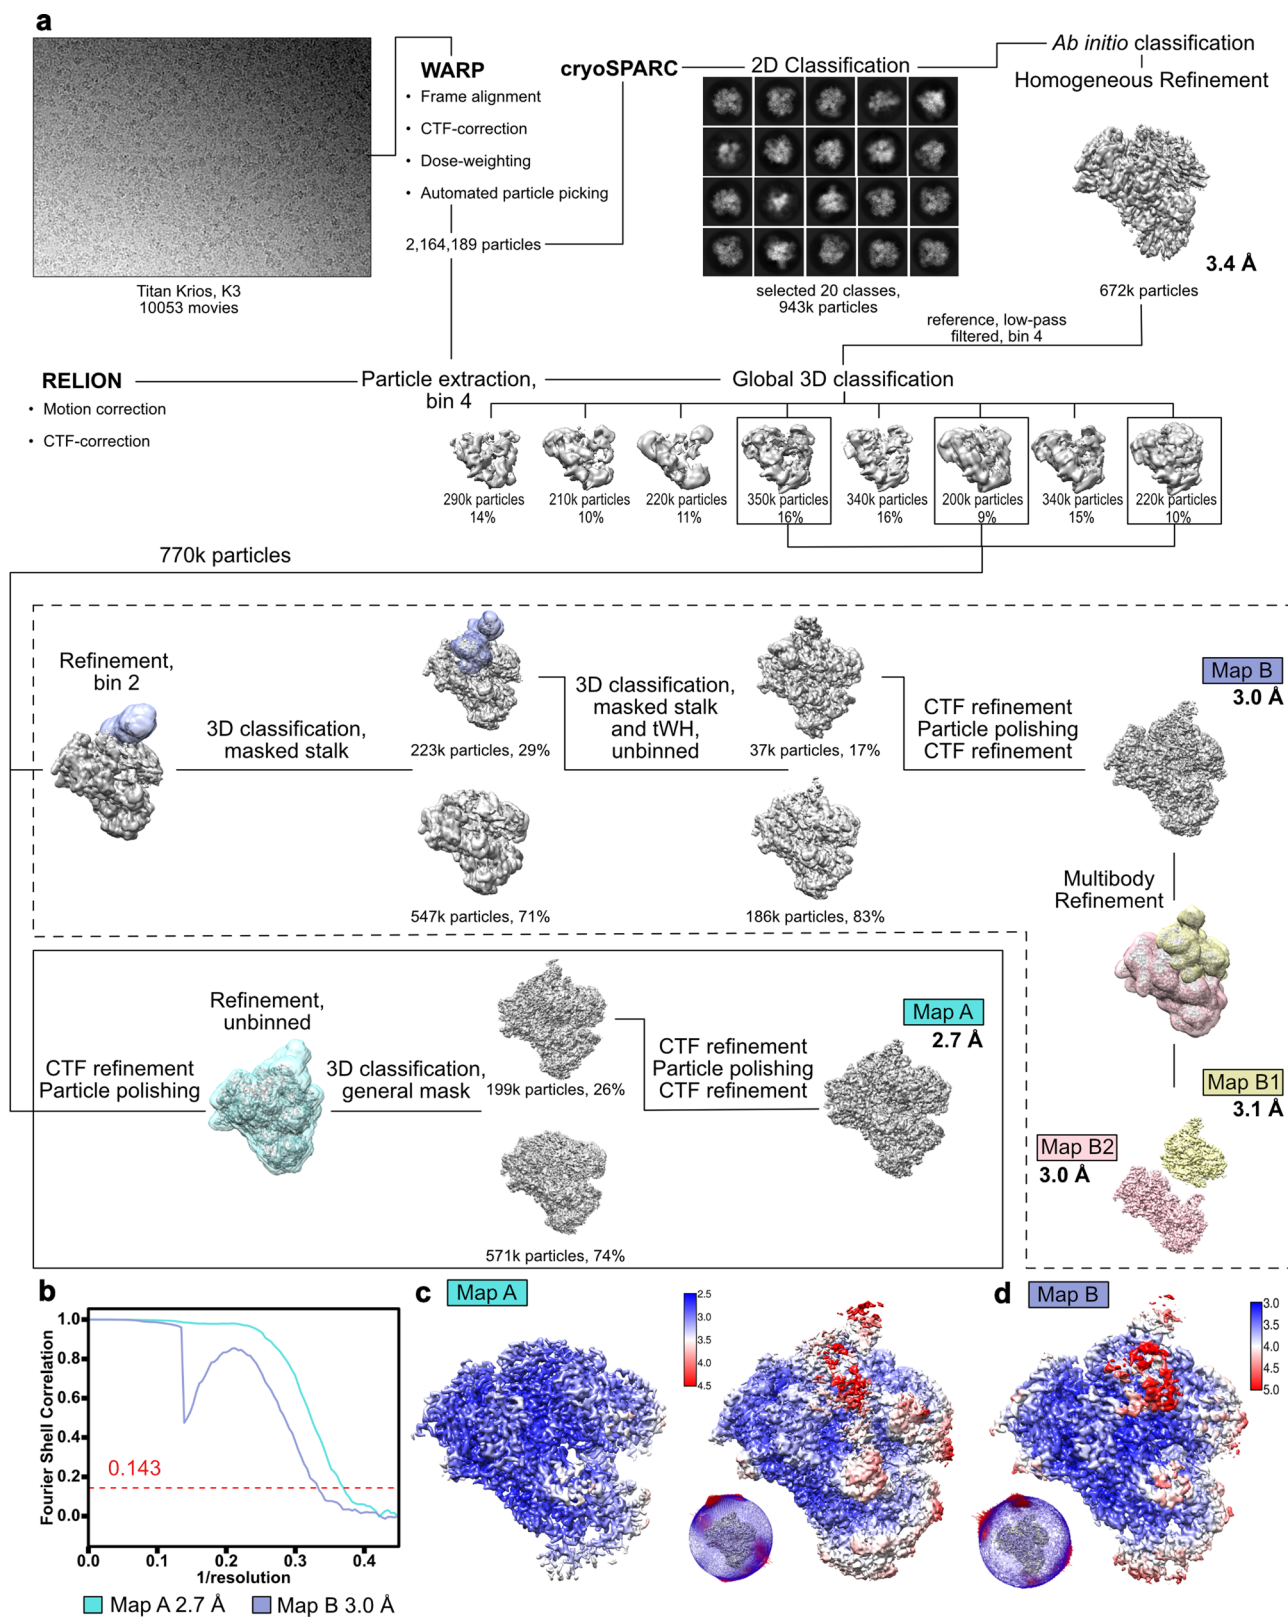 a
WARP
• Frame alignment
• CTF-correction
• Dose-weighting
• Automated particle picking
2,164,189 particles
cryoSPARC
2D Classification
selected 20 classes,
943k particles
Ab initio classification
Homogeneous Refinement
3.4 Å
672k particles
Titan Krios, K3
10053 movies
reference, low-pass
filtered, bin 4
RELION
• Motion correction
• CTF-correction
Particle extraction,
bin 4
Global 3D classification
290k particles
14%
210k particles
10%
220k particles
11%
350k particles
16%
340k particles
16%
200k particles
9%
340k particles
15%
220k particles
10%
770k particles
Refinement,
bin 2
3D classification,
masked stalk
223k particles, 29%
547k particles, 71%
3D classification,
masked stalk
and tWH,
unbinned
37k particles, 17%
186k particles, 83%
CTF refinement
Particle polishing
CTF refinement
Map B
3.0 Å
Multibody
Refinement
Map B1
3.1 Å
Map B2
3.0 Å
CTF refinement
Particle polishing
Refinement,
unbinned
3D classification,
general mask
199k particles, 26%
571k particles, 74%
CTF refinement
Particle polishing
CTF refinement
Map A
2.7 Å
b
Fourier Shell Correlation
1.0
0.8
0.6
0.4
0.2
0.0
0.143
0.0
0.1
0.2
0.3
0.4
1/resolution
Map A 2.7 Å
Map B 3.0 Å
c
Map A
2.5
3.0
3.5
4.0
4.5
d
Map B
3.0
3.5
4.0
4.5
5.0